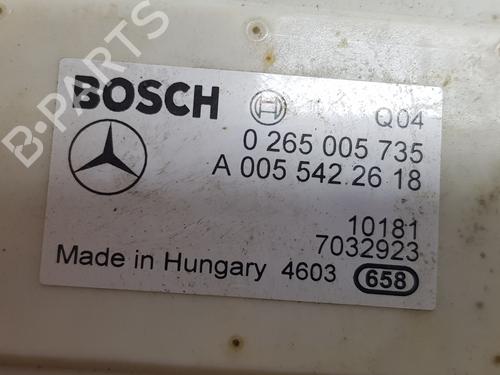 B-PARTS
BOSCH Q04
0 265 005 735
A 005 542 26 18
10181
7032923
Made in Hungary 4603 658